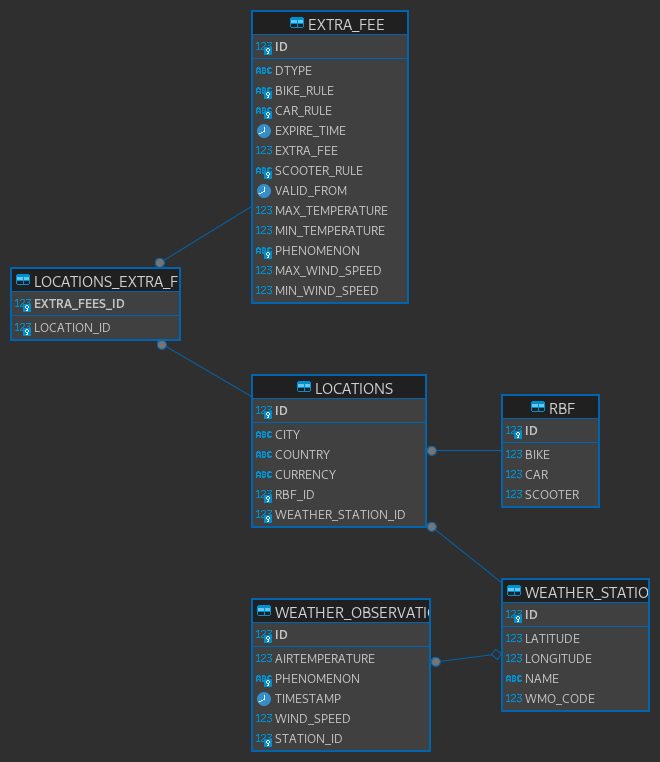 EXTRA_FEE
123 ID
ABC DTYPE
ABC BIKE_RULE
ABC CAR_RULE
EXPIRE_TIME
123 EXTRA_FEE
ABC SCOOTER_RULE
VALID_FROM
123 MAX_TEMPERATURE
123 MIN_TEMPERATURE
ABC PHENOMENON
123 MAX_WIND_SPEED
123 MIN_WIND_SPEED
LOCATIONS_EXTRA_F
123 EXTRA_FEES_ID
123 LOCATION_ID
LOCATIONS
123 ID
ABC CITY
ABC COUNTRY
ABC CURRENCY
123 RBF_ID
123 WEATHER_STATION_ID
RBF
123 ID
123 BIKE
123 CAR
123 SCOOTER
WEATHER_STATIO
123 ID
123 LATITUDE
123 LONGITUDE
ABC NAME
123 WMO_CODE
WEATHER_OBSERVATI
123 ID
123 AIRTEMPERATURE
ABC PHENOMENON
TIMESTAMP
123 WIND_SPEED
123 STATION_ID